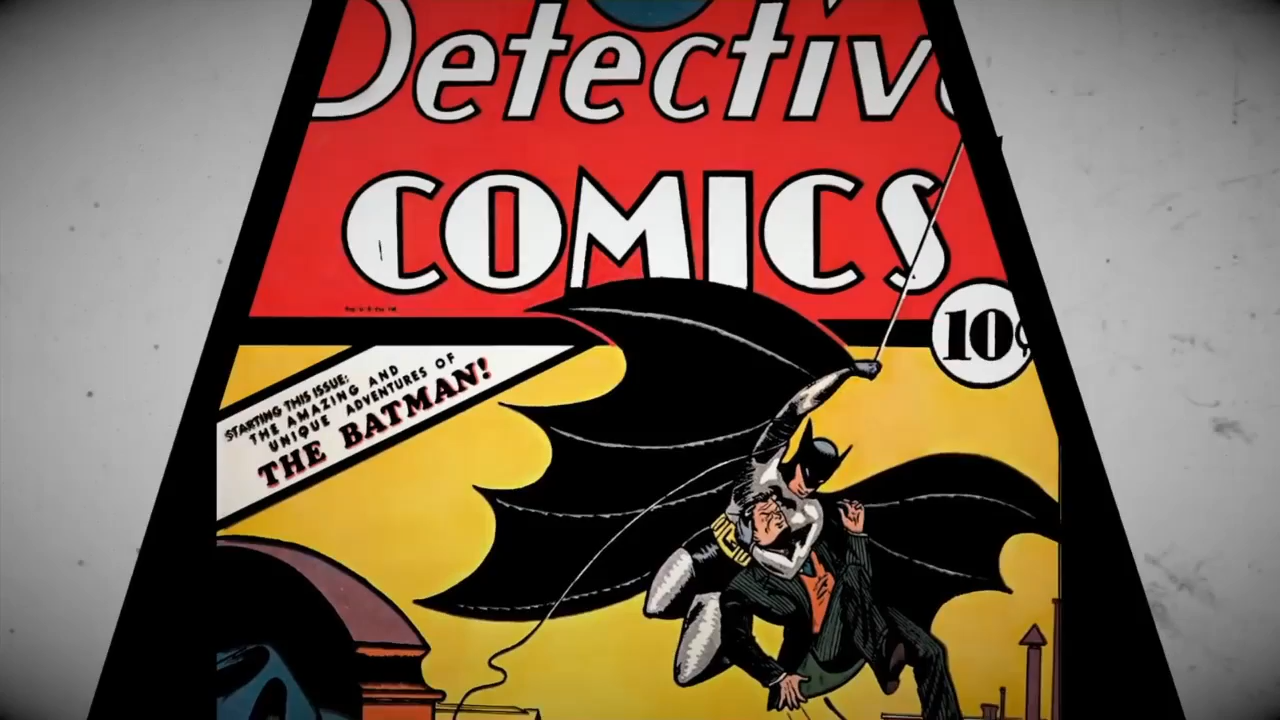 Detectiv
COMICS
10¢
STARTING THIS ISSUE:
THE AMAZING AND
UNIQUE ADVENTURES OF
THE BATMAN!